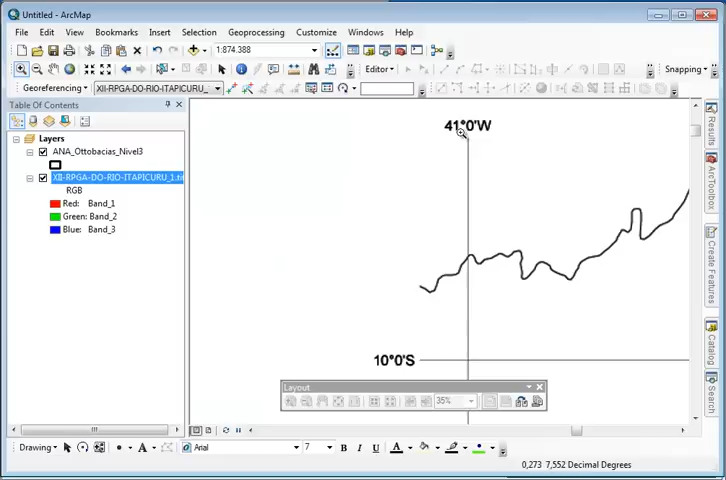 Untitled - ArcMap
File Edit View Bookmarks Insert Selection Geoprocessing Customize Windows Help
1:874.388
Editor
Snapping
Georeferencing
XII-RPGA-DO-RIO-ITAPICURU_
Table Of Contents
Layers
ANA_Ottobacias_Nivel3
XII-RPGA-DO-RIO-ITAPICURU_1.ti
RGB
Red: Band_1
Green: Band_2
Blue: Band_3
41°0'W
10°0'S
Layout
35%
Results
ArcToolbox
Create Features
Catalog
Search
Drawing
Arial
7
B I U A
A
0,273 7,552 Decimal Degrees